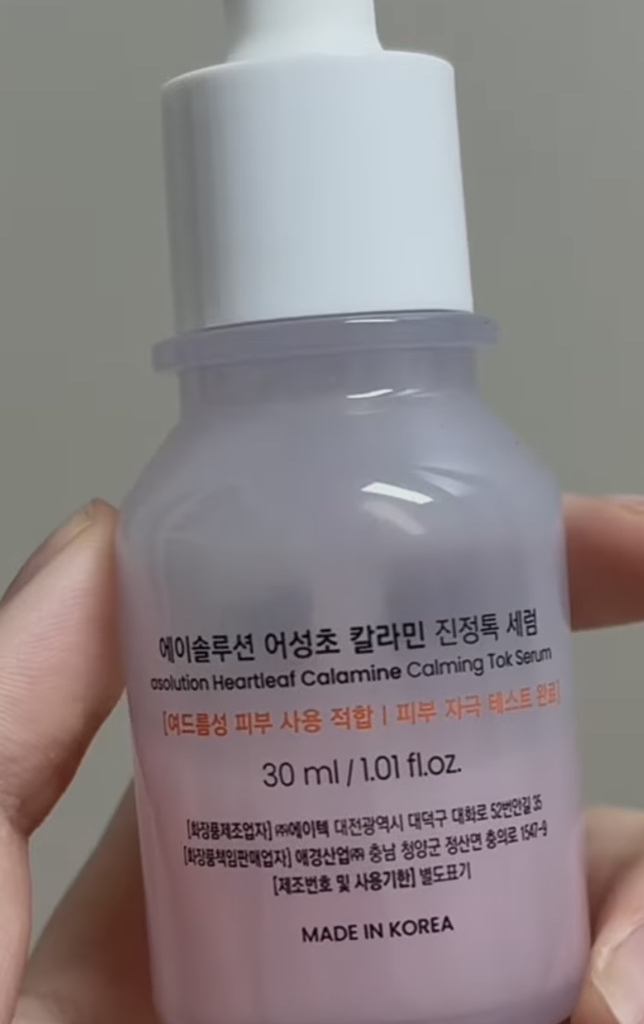 에이솔루션 어성초 칼라민 진정톡 세럼
asolution Heartleaf Calamine Calming Tok Serum
[여드름성 피부 사용 적합 | 피부 자극 테스트 완료]
30 ml / 1.01 fl.oz.
[화장품제조업자] ㈜에이텍 대전광역시 대덕구 대화로 52번안길 35
[화장품책임판매업자] 애경산업㈜ 충남 청양군 정산면 충의로 1547-9
[제조번호 및 사용기한] 별도표기
MADE IN KOREA